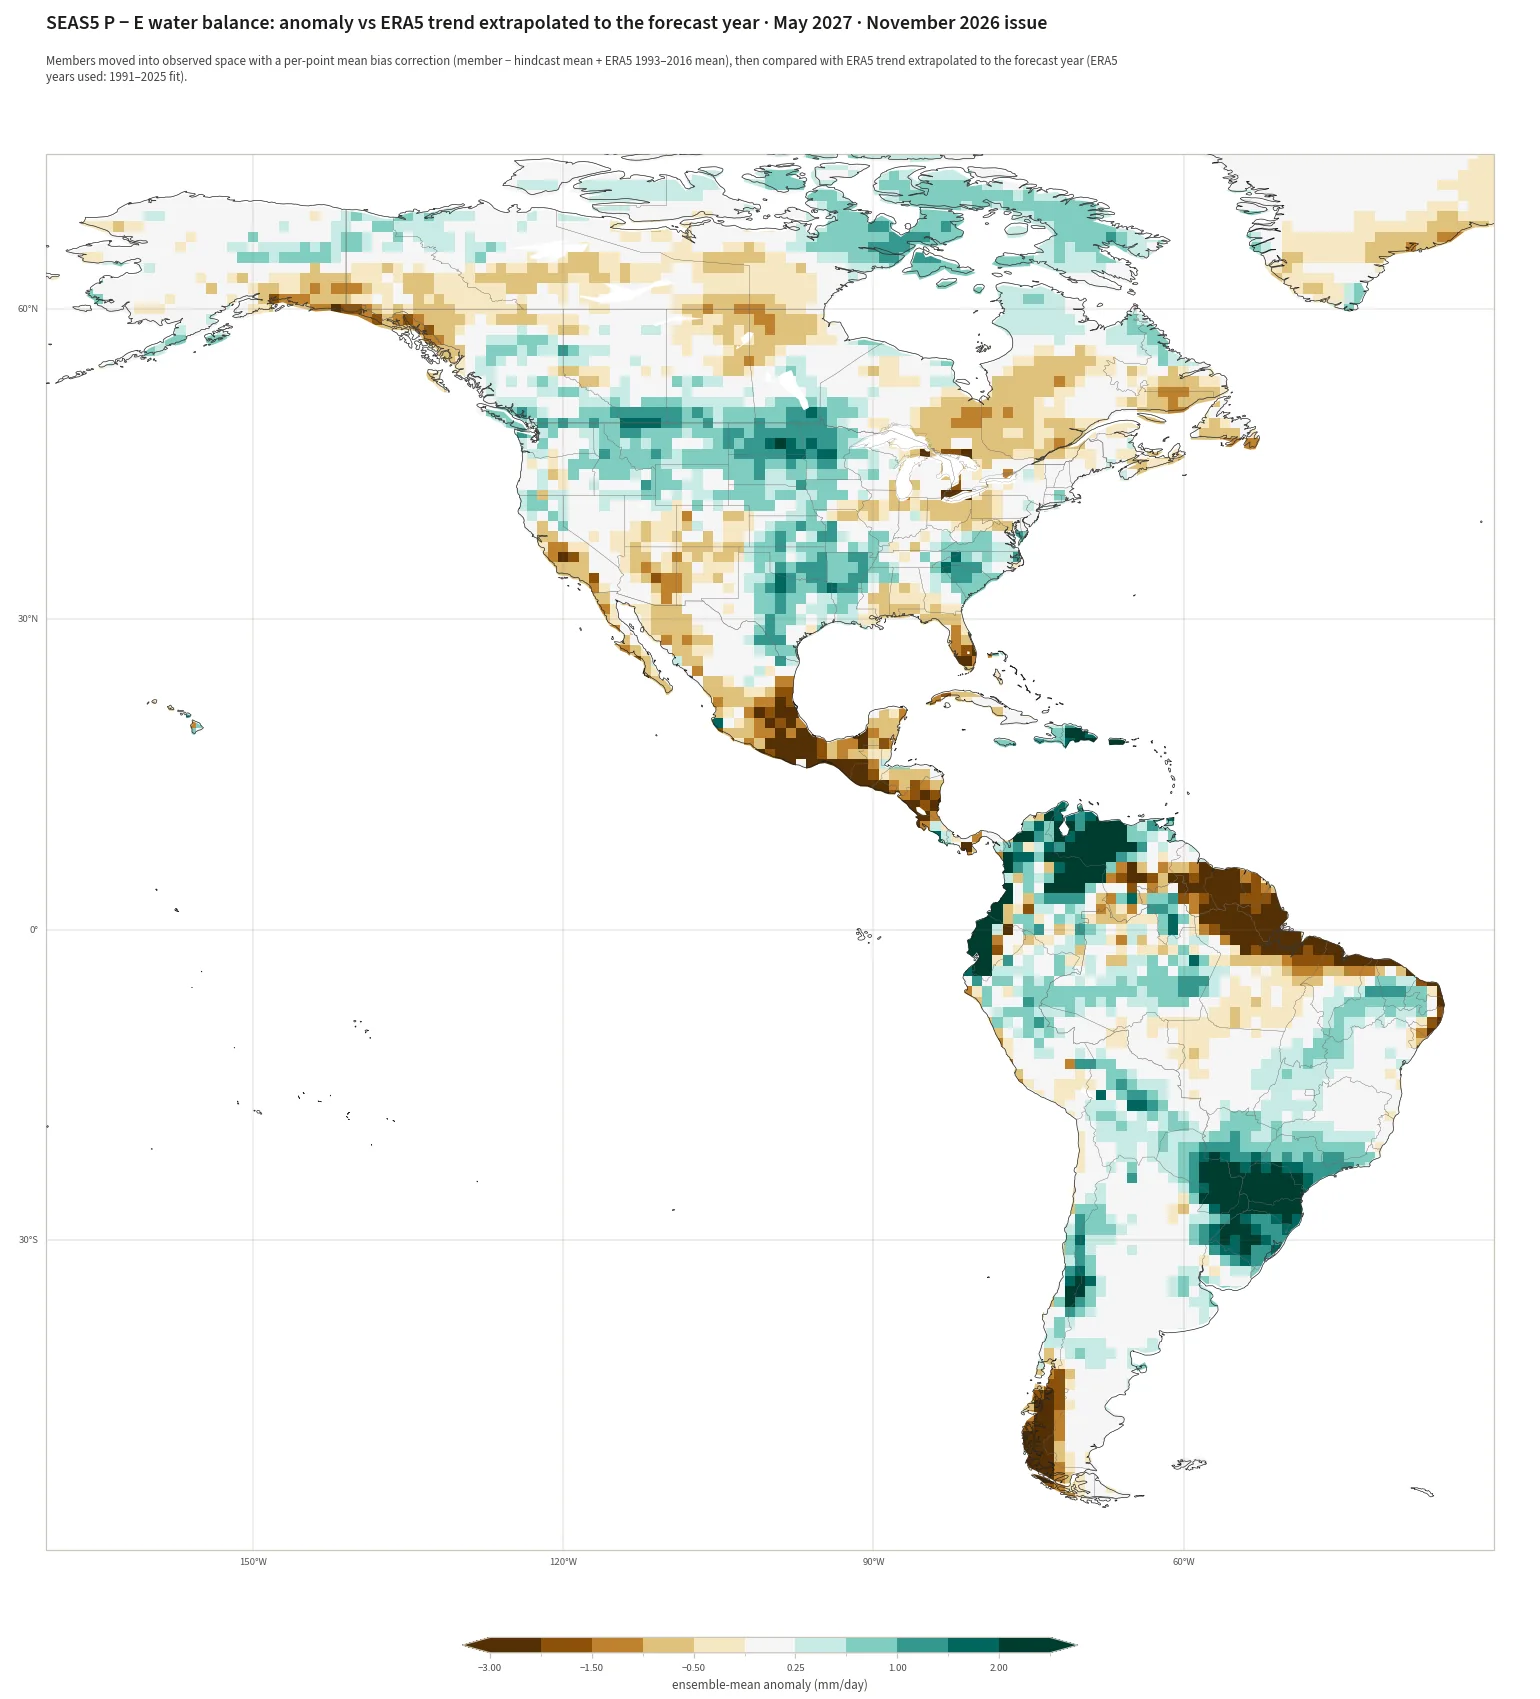 SEAS5 P − E water balance: anomaly vs ERA5 trend extrapolated to the forecast year · May 2027 · November 2026 issue
Members moved into observed space with a per-point mean bias correction (member − hindcast mean + ERA5 1993–2016 mean), then compared with ERA5 trend extrapolated to the forecast year (ERA5
years used: 1991–2025 fit).
60°N
30°N
0°
30°S
150°W 120°W 90°W 60°W
−3.00 −1.50 −0.50 0.25 1.00 2.00
ensemble-mean anomaly (mm/day)